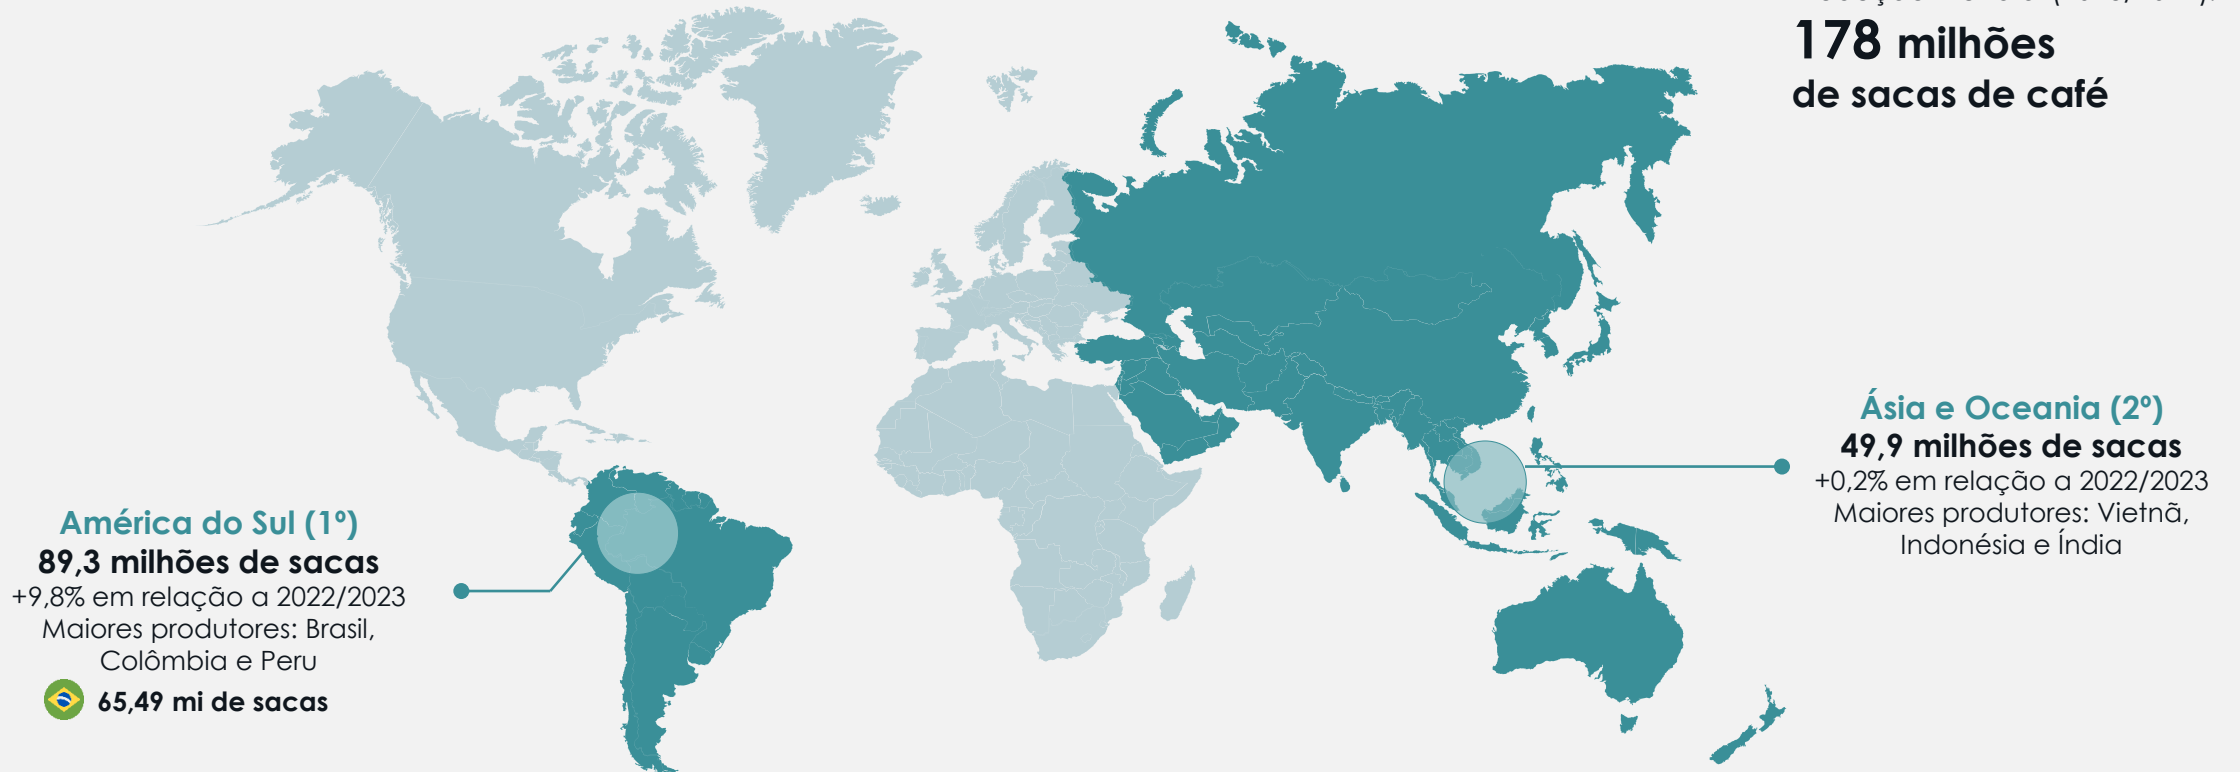 178 milhões
de sacas de café
Ásia e Oceania (2º)
49,9 milhões de sacas
+0,2% em relação a 2022/2023
Maiores produtores: Vietnã,
Indonésia e Índia
América do Sul (1º)
89,3 milhões de sacas
+9,8% em relação a 2022/2023
Maiores produtores: Brasil,
Colômbia e Peru
65,49 mi de sacas